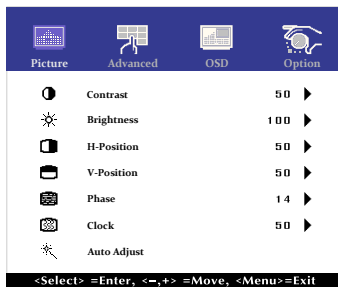 Picture Advanced OSD Option
Contrast 50
Brightness 100
H-Position 50
V-Position 50
Phase 14
Clock 50
Auto Adjust
<Select> =Enter, <−,+> =Move, <Menu>=Exit